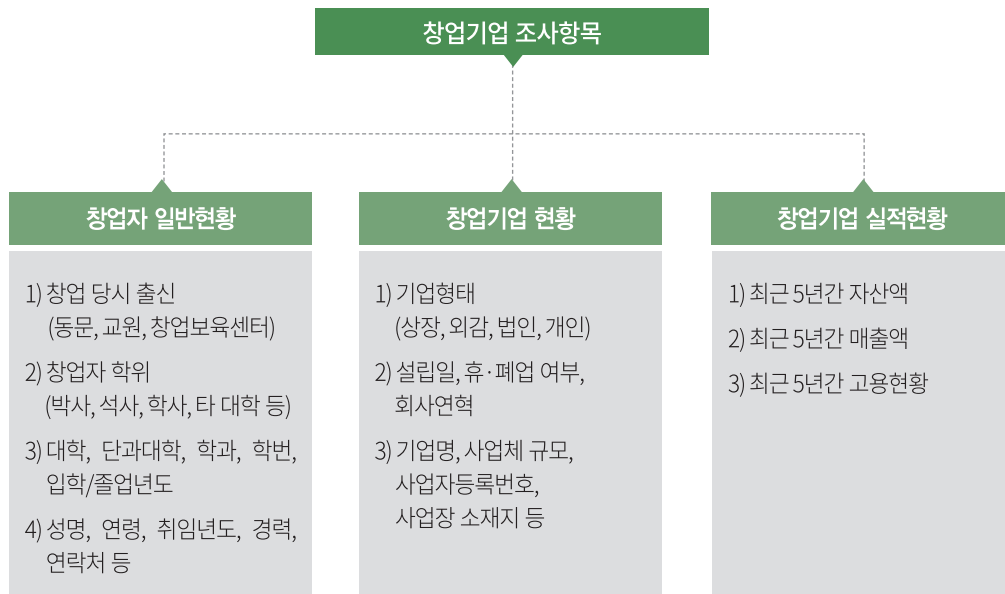 창업기업 조사항목
창업자 일반현황
1) 창업 당시 출신
(동문, 교원, 창업보육센터)
2) 창업자 학위
(박사, 석사, 학사, 타 대학 등)
3) 대학, 단과대학, 학과, 학번,
입학/졸업년도
4) 성명, 연령, 취임년도, 경력,
연락처 등
창업기업 현황
1) 기업형태
(상장, 외감, 법인, 개인)
2) 설립일, 휴·폐업 여부,
회사연혁
3) 기업명, 사업체 규모,
사업자등록번호,
사업장 소재지 등
창업기업 실적현황
1) 최근 5년간 자산액
2) 최근 5년간 매출액
3) 최근 5년간 고용현황